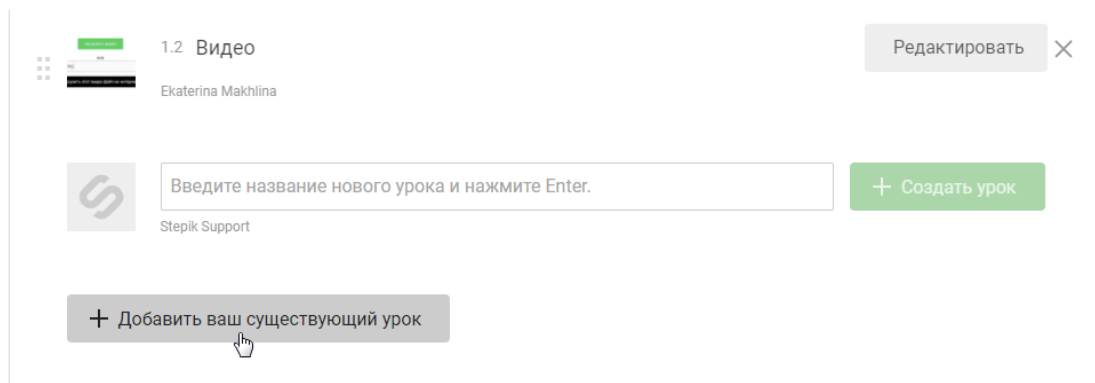 1.2 Видео
Редактировать
Ekaterina Makhlina
Введите название нового урока и нажмите Enter.
+ Создать урок
Stepik Support
+ Добавить ваш существующий урок